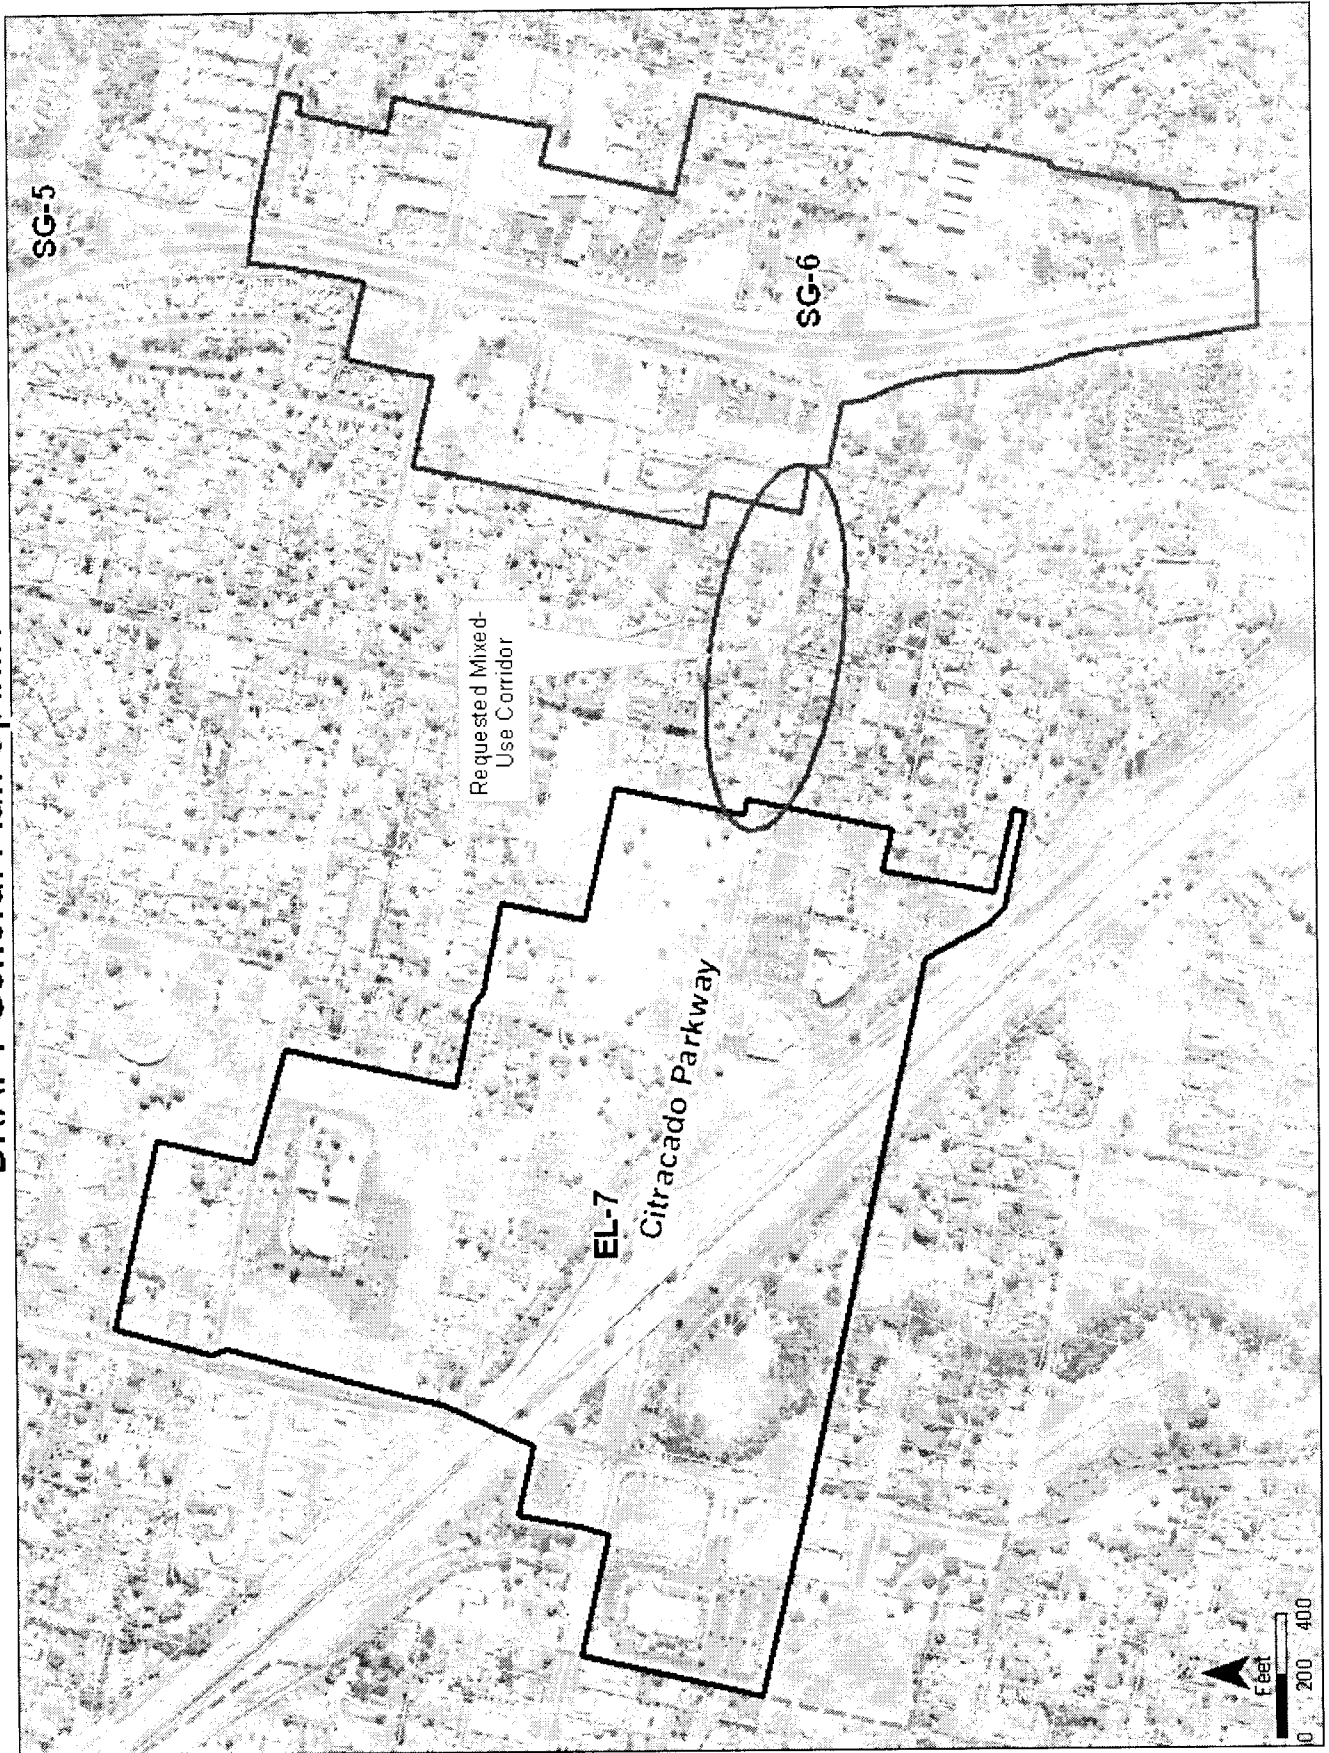 SG-5
SG-6
Requested Mixed-
Use Corridor
EL-7
Citracado Parkway
Feet
0 200 400